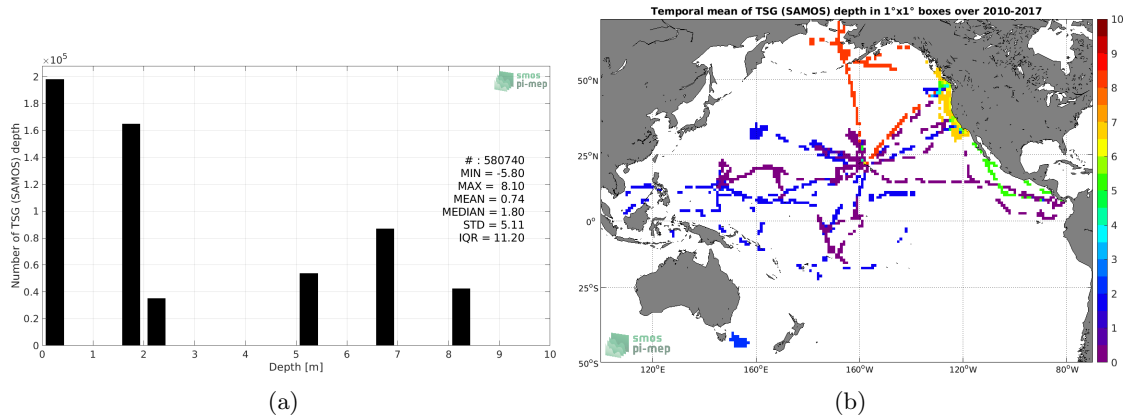 ×10⁵
2
1.8
1.6
1.4
1.2
1
0.8
0.6
0.4
0.2
0
Number of TSG (SAMOS) depth
0 1 2 3 4 5 6 7 8 9 10
Depth [m]
smos
pi-mep
# : 580740
MIN = -5.80
MAX = 8.10
MEAN = 0.74
MEDIAN = 1.80
STD = 5.11
IQR = 11.20
(a)
Temporal mean of TSG (SAMOS) depth in 1°x1° boxes over 2010-2017
50°N
25°N
0°
25°S
50°S
120°E 160°E 160°W 120°W 80°W
smos
pi-mep
10
9
8
7
6
5
4
3
2
1
0
(b)